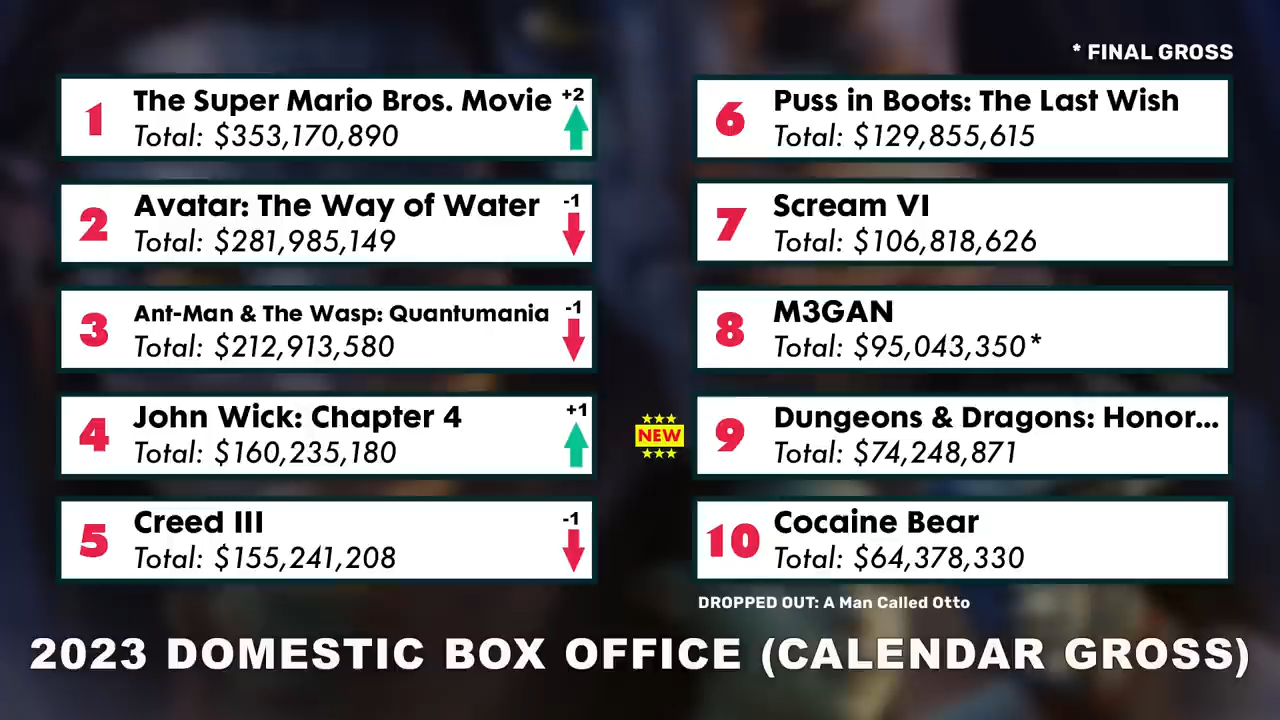 * FINAL GROSS
1
The Super Mario Bros. Movie
Total: $353,170,890
+2
2
Avatar: The Way of Water
Total: $281,985,149
-1
3
Ant-Man & The Wasp: Quantumania
Total: $212,913,580
-1
4
John Wick: Chapter 4
Total: $160,235,180
+1
5
Creed III
Total: $155,241,208
-1
6
Puss in Boots: The Last Wish
Total: $129,855,615
7
Scream VI
Total: $106,818,626
8
M3GAN
Total: $95,043,350*
NEW
9
Dungeons & Dragons: Honor...
Total: $74,248,871
10
Cocaine Bear
Total: $64,378,330
DROPPED OUT: A Man Called Otto
2023 DOMESTIC BOX OFFICE (CALENDAR GROSS)